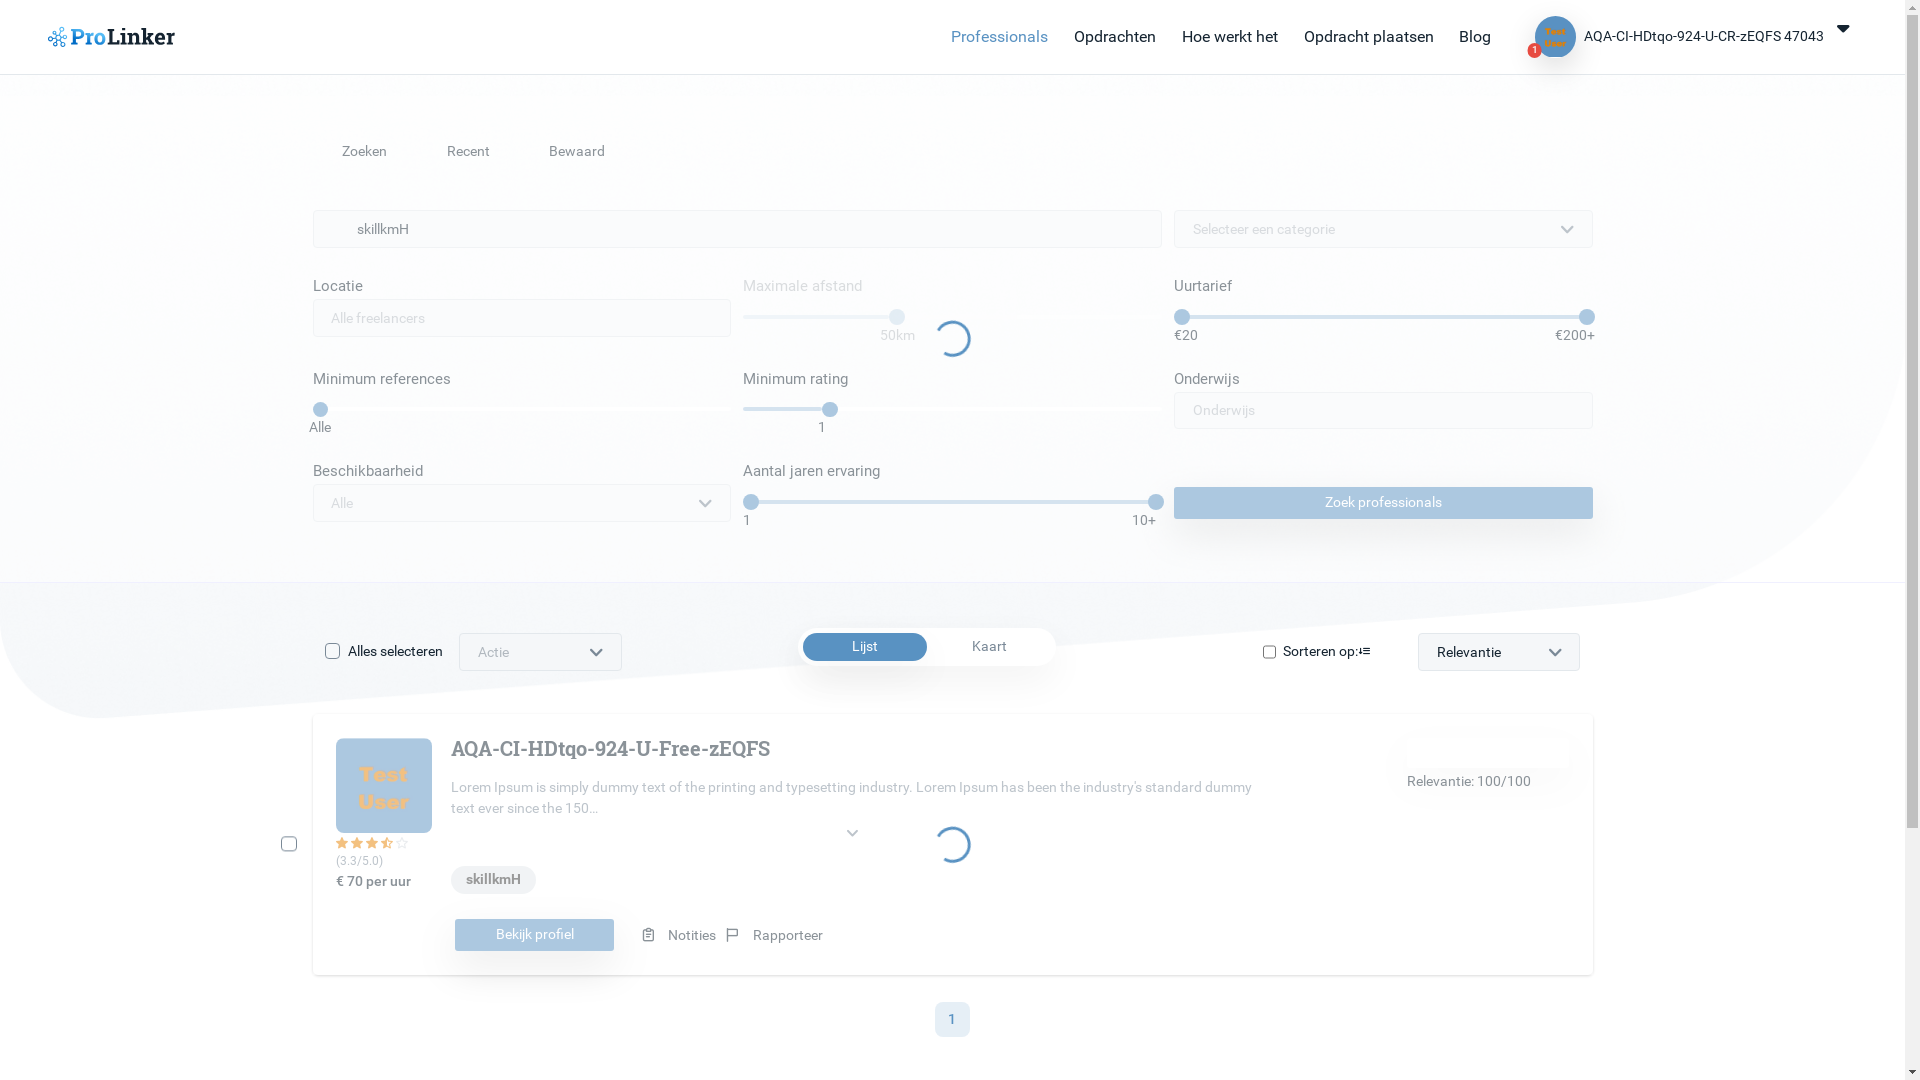 ProLinker
Professionals
Opdrachten
Hoe werkt het
Opdracht plaatsen
Blog
Test
User
1
AQA-CI-HDtqo-924-U-CR-zEQFS 47043
Zoeken
Recent
Bewaard
skillkmH
Selecteer een categorie
Locatie
Alle freelancers
Maximale afstand
50km
Uurtarief
€20
€200+
Minimum references
Alle
Minimum rating
1
Onderwijs
Onderwijs
Beschikbaarheid
Alle
Aantal jaren ervaring
1
10+
Zoek professionals
Alles selecteren
Actie
Lijst
Kaart
Sorteren op:
Relevantie
Test
User
(3.3/5.0)
€ 70 per uur
AQA-CI-HDtqo-924-U-Free-zEQFS
Lorem Ipsum is simply dummy text of the printing and typesetting industry. Lorem Ipsum has been the industry's standard dummy
text ever since the 150...
skillkmH
Relevantie: 100/100
Bekijk profiel
Notities
Rapporteer
1